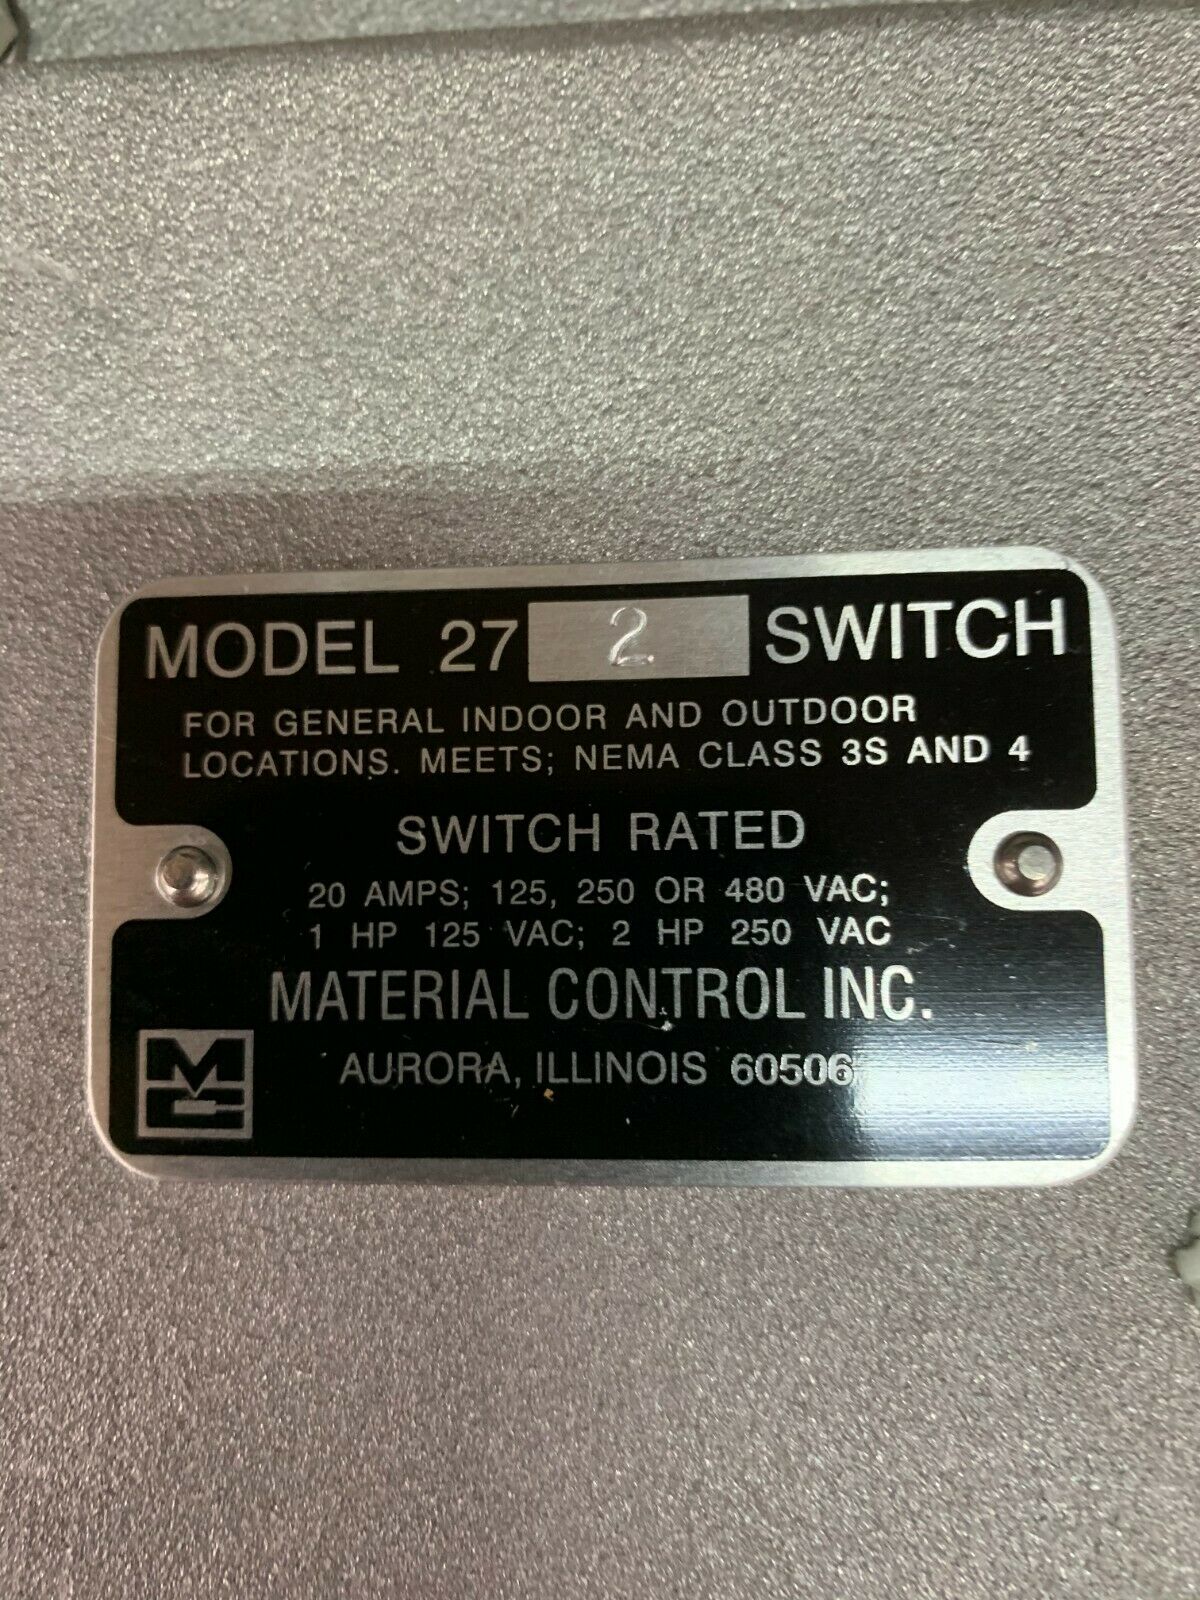 MODEL 27 2 SWITCH
FOR GENERAL INDOOR AND OUTDOOR
LOCATIONS. MEETS; NEMA CLASS 3S AND 4
SWITCH RATED
20 AMPS; 125, 250 OR 480 VAC;
1 HP 125 VAC; 2 HP 250 VAC
MATERIAL CONTROL INC.
AURORA, ILLINOIS 60506
MC